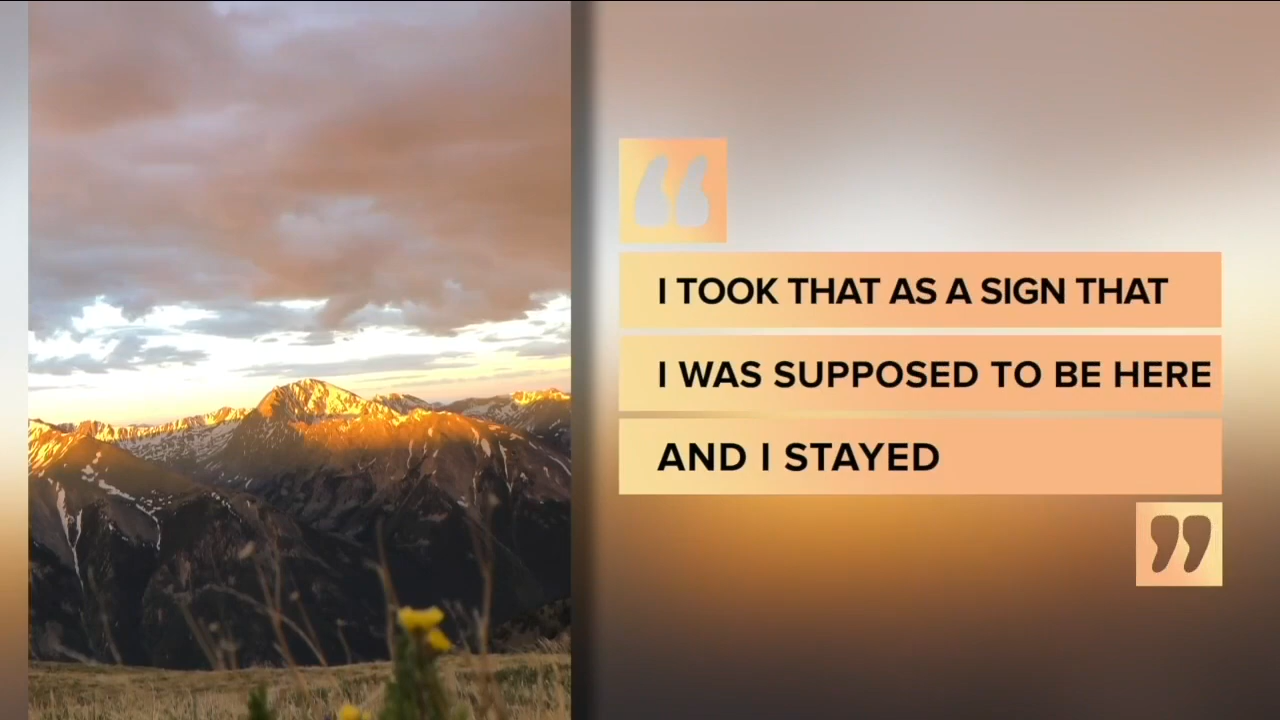 “
I TOOK THAT AS A SIGN THAT
I WAS SUPPOSED TO BE HERE
AND I STAYED
”